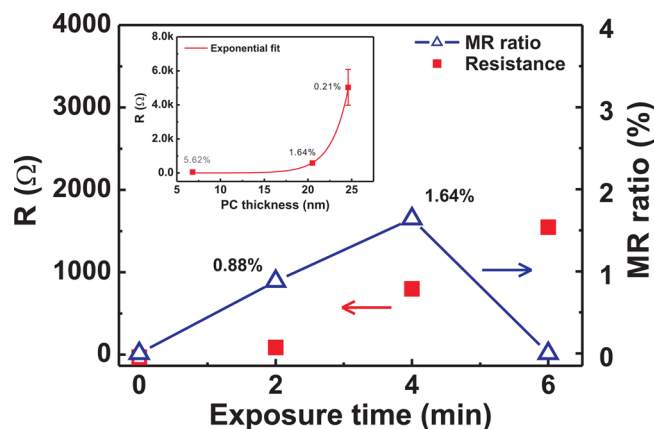 4000
3000
2000
1000
0
R (Ω)
0 2 4 6
Exposure time (min)
4
3
2
1
0
MR ratio (%)
MR ratio
Resistance
0.88%
1.64%
Exponential fit
8.0k
6.0k
4.0k
2.0k
0.0
R (Ω)
5 10 15 20 25
PC thickness (nm)
5.62%
1.64%
0.21%